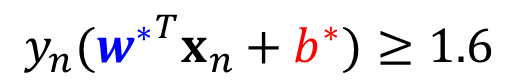 yₙ(w*ᵀxₙ + b*) ≥ 1.6